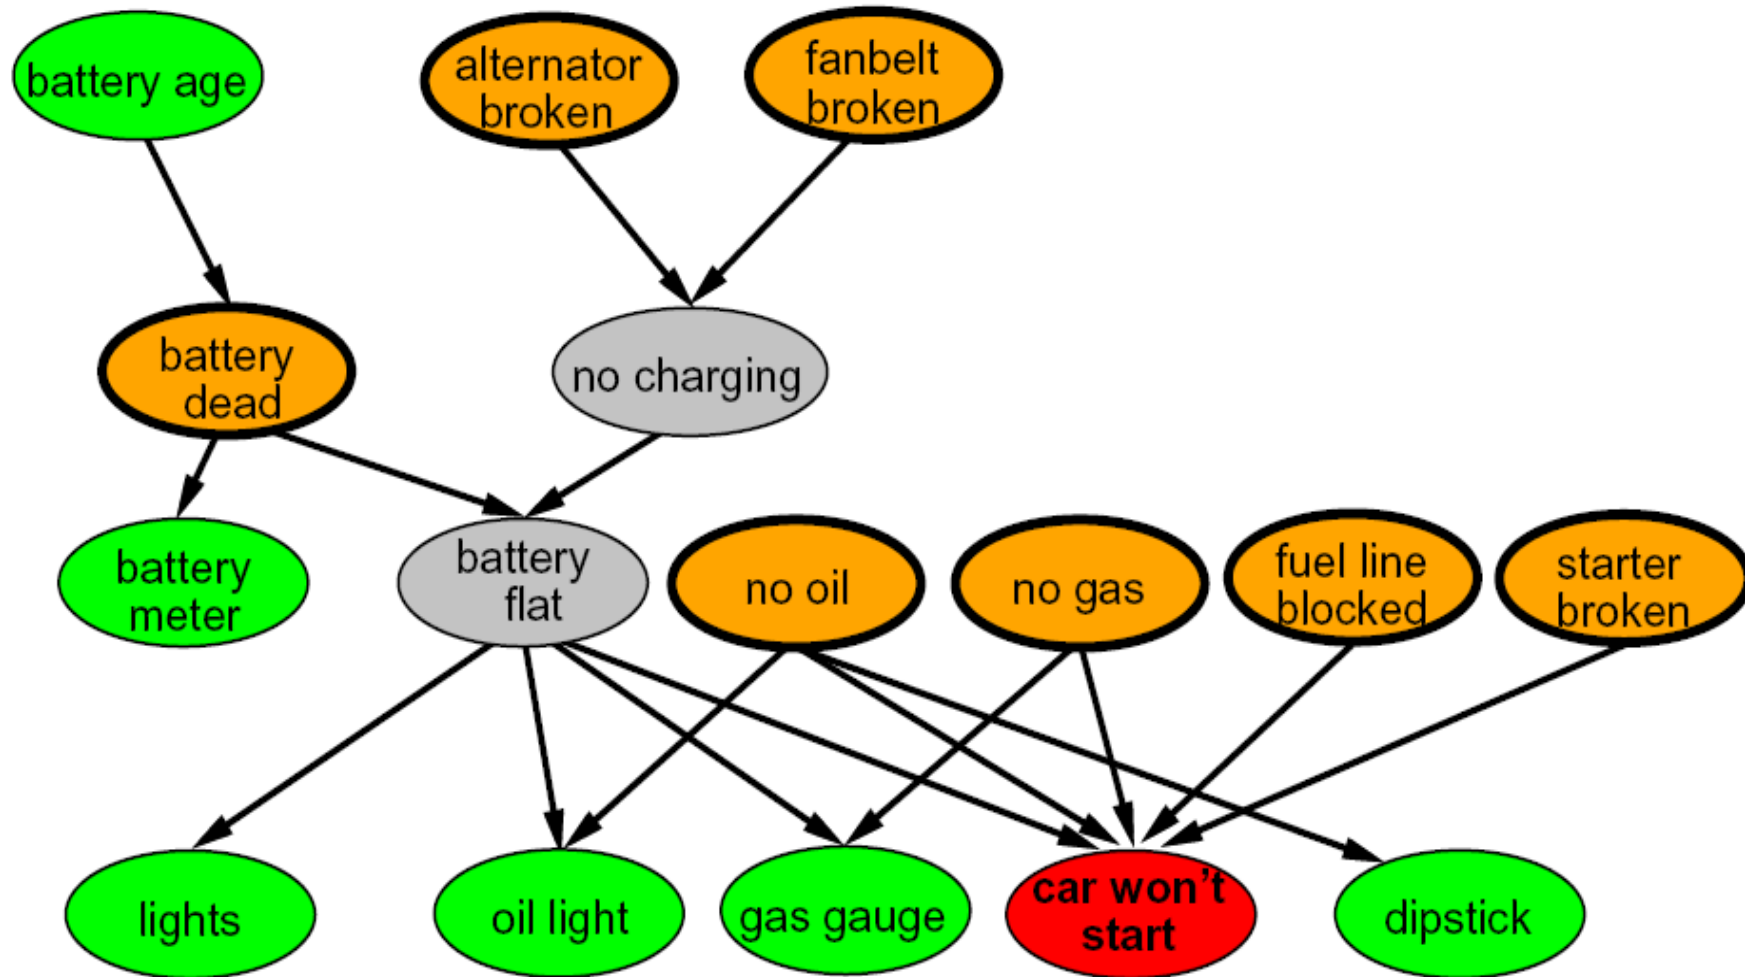 battery age
alternator
broken
fanbelt
broken
battery
dead
no charging
battery
meter
battery
flat
no oil
no gas
fuel line
blocked
starter
broken
lights
oil light
gas gauge
car won't
start
dipstick